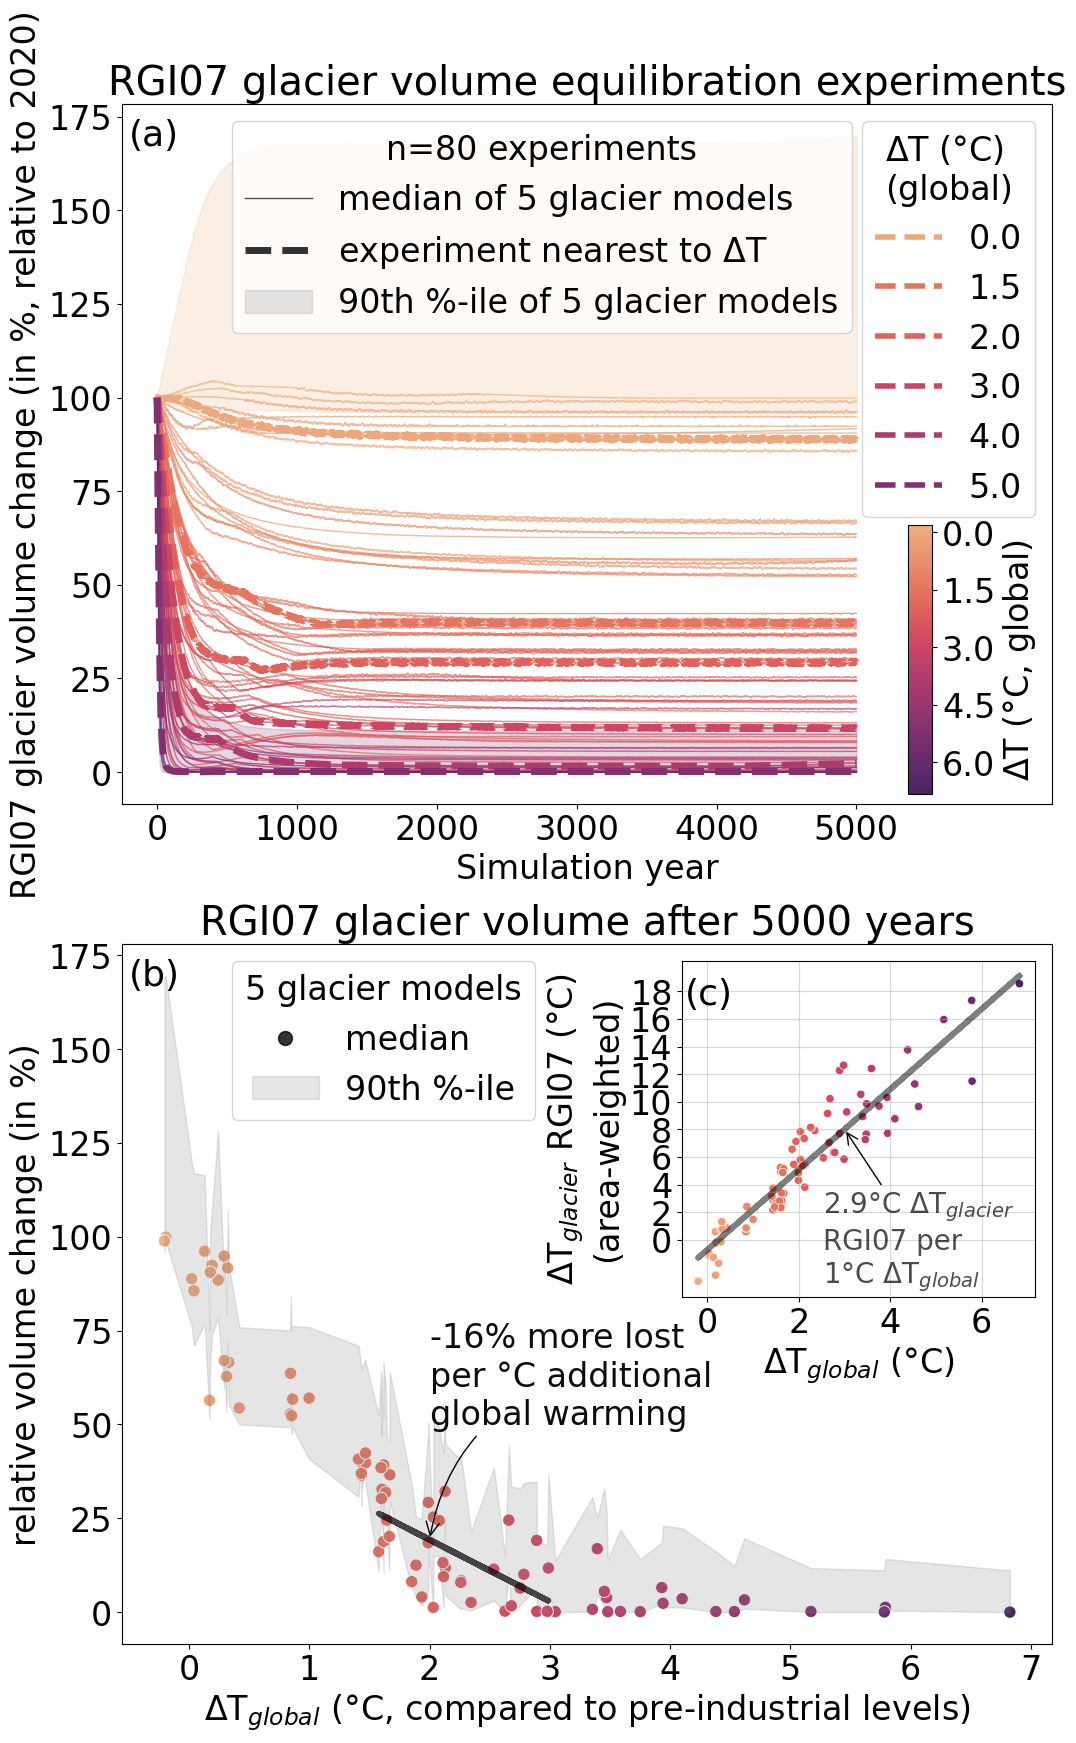 RGI07 glacier volume equilibration experiments
RGI07 glacier volume change (in %, relative to 2020)
(a)
175
150
125
100
75
50
25
0
n=80 experiments
median of 5 glacier models
experiment nearest to ΔT
90th %-ile of 5 glacier models
ΔT (°C)
(global)
0.0
1.5
2.0
3.0
4.0
5.0
0.0
1.5
3.0
4.5
6.0
ΔT (°C, global)
0 1000 2000 3000 4000 5000
Simulation year
RGI07 glacier volume after 5000 years
relative volume change (in %)
(b)
175
150
125
100
75
50
25
0
5 glacier models
median
90th %-ile
-16% more lost
per °C additional
global warming
ΔT_glacier RGI07 (°C)
(area-weighted)
(c)
18
16
14
12
10
8
6
4
2
0
2.9°C ΔT_glacier
RGI07 per
1°C ΔT_global
0 2 4 6
ΔT_global (°C)
0 1 2 3 4 5 6 7
ΔT_global (°C, compared to pre-industrial levels)